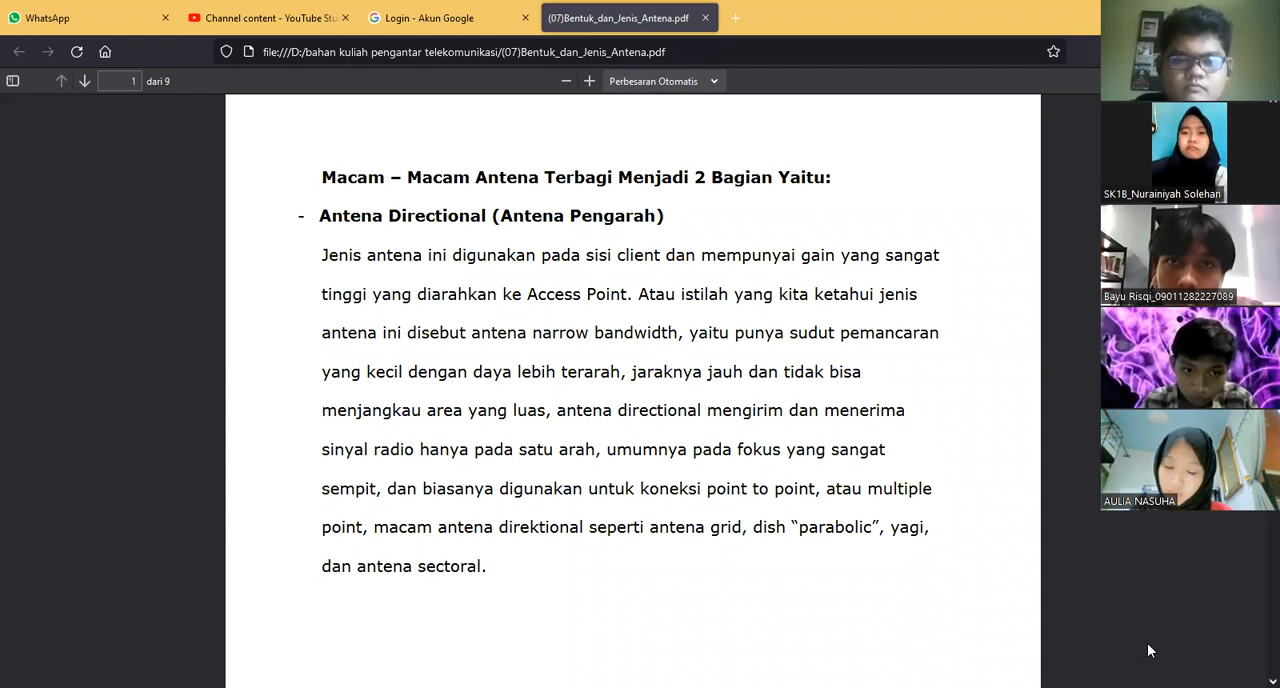 WhatsApp
Channel content - YouTube Stu
Login - Akun Google
(07)Bentuk_dan_Jenis_Antena.pdf
file:///D:/bahan kuliah pengantar telekomunikasi/(07)Bentuk_dan_Jenis_Antena.pdf
1 dari 9
Perbesaran Otomatis
Macam – Macam Antena Terbagi Menjadi 2 Bagian Yaitu:
- Antena Directional (Antena Pengarah)
Jenis antena ini digunakan pada sisi client dan mempunyai gain yang sangat
tinggi yang diarahkan ke Access Point. Atau istilah yang kita ketahui jenis
antena ini disebut antena narrow bandwidth, yaitu punya sudut pemancaran
yang kecil dengan daya lebih terarah, jaraknya jauh dan tidak bisa
menjangkau area yang luas, antena directional mengirim dan menerima
sinyal radio hanya pada satu arah, umumnya pada fokus yang sangat
sempit, dan biasanya digunakan untuk koneksi point to point, atau multiple
point, macam antena direktional seperti antena grid, dish “parabolic”, yagi,
dan antena sectoral.
SK1B_Nurainiyah Solehan
Bayu Risqi_09011282227089
AULIA NASUHA